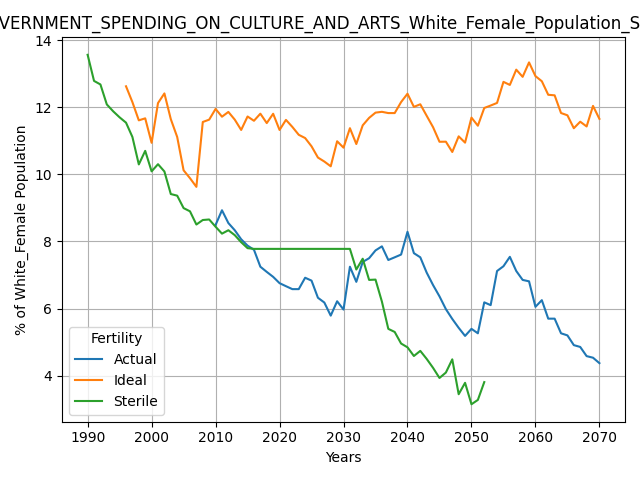 VERNMENT_SPENDING_ON_CULTURE_AND_ARTS_White_Female_Population_S
% of White_Female Population
14
12
10
8
6
4
Fertility
Actual
Ideal
Sterile
1990 2000 2010 2020 2030 2040 2050 2060 2070
Years